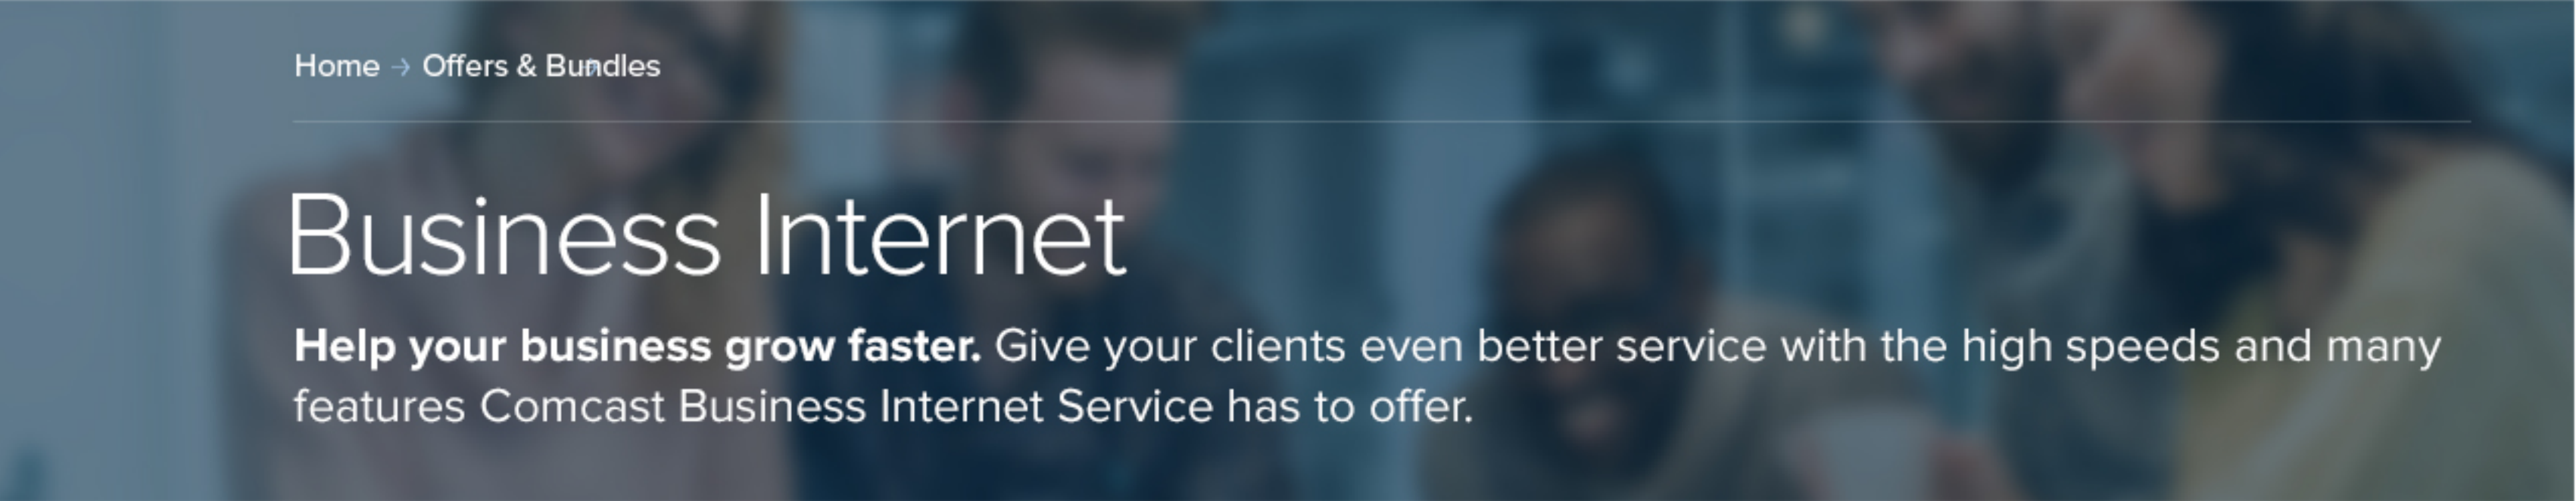 Home → Offers & Bundles
Business Internet
Help your business grow faster. Give your clients even better service with the high speeds and many
features Comcast Business Internet Service has to offer.